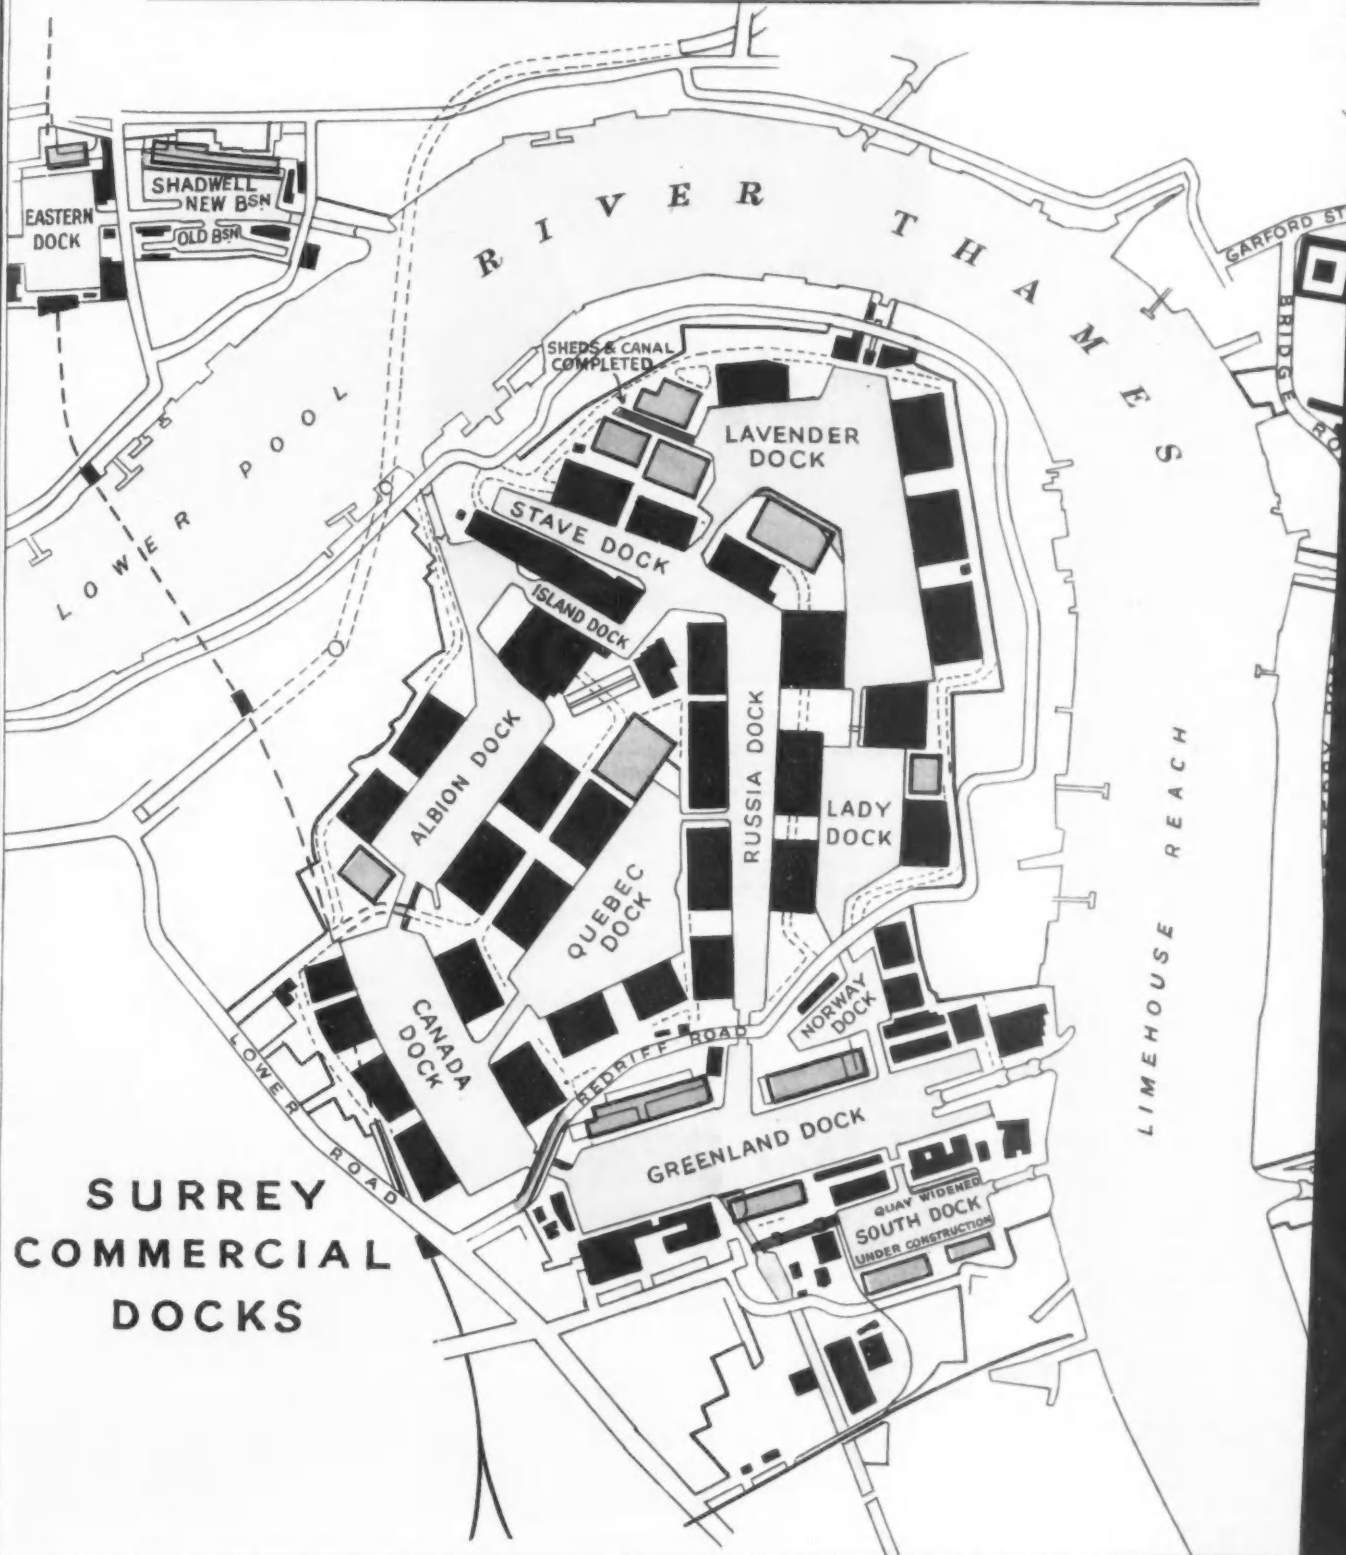 EASTERN
DOCK
SHADWELL
NEW BSN
OLD BSN
RIVER THAMES
GARFORD ST
BRIDGE
RO
LOWER POOL
SHEDS & CANAL
COMPLETED
LAVENDER
DOCK
STAVE DOCK
ISLAND DOCK
ALBION DOCK
RUSSIA DOCK
LADY
DOCK
QUEBEC
DOCK
CANADA
DOCK
NORWAY
DOCK
REDRIFF ROAD
LOWER ROAD
GREENLAND DOCK
QUAY WIDENED
SOUTH DOCK
UNDER CONSTRUCTION
LIMEHOUSE REACH
SURREY
COMMERCIAL
DOCKS